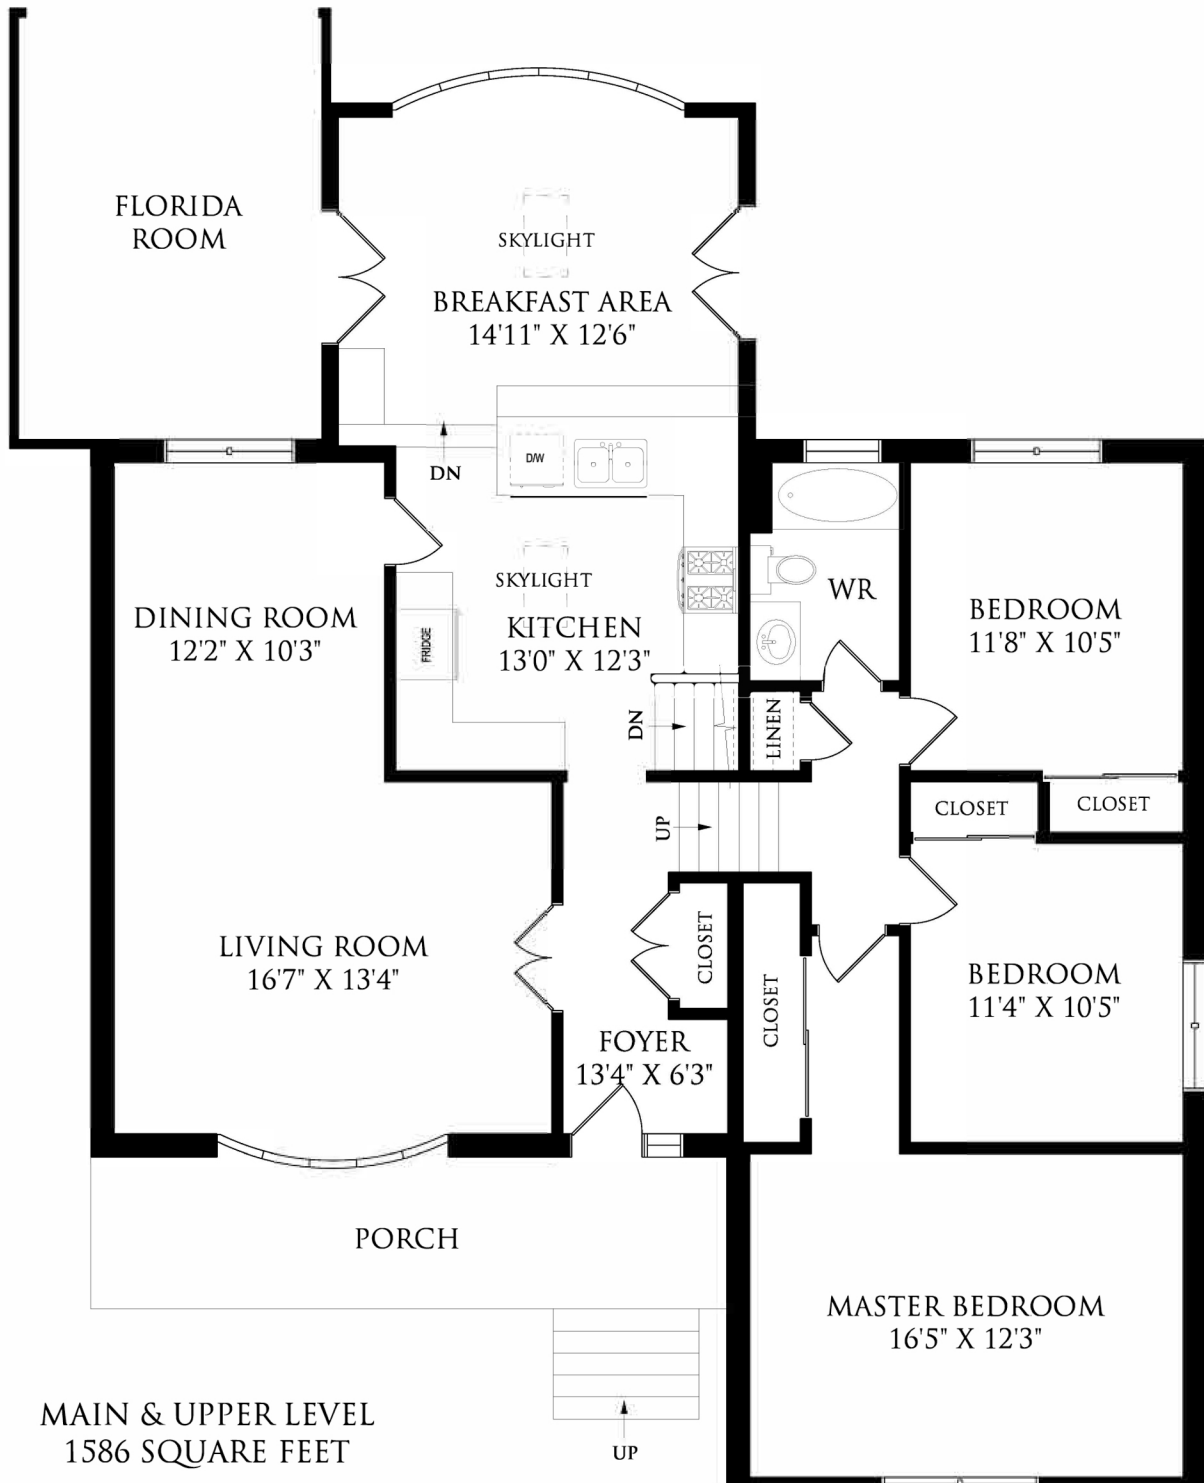 FLORIDA
ROOM
SKYLIGHT
BREAKFAST AREA
14'11" X 12'6"
DN
D/W
SKYLIGHT
KITCHEN
13'0" X 12'3"
FRIDGE
DINING ROOM
12'2" X 10'3"
WR
BEDROOM
11'8" X 10'5"
DN
LINEN
UP
CLOSET
CLOSET
LIVING ROOM
16'7" X 13'4"
CLOSET
CLOSET
BEDROOM
11'4" X 10'5"
FOYER
13'4" X 6'3"
PORCH
MASTER BEDROOM
16'5" X 12'3"
MAIN & UPPER LEVEL
1586 SQUARE FEET
UP